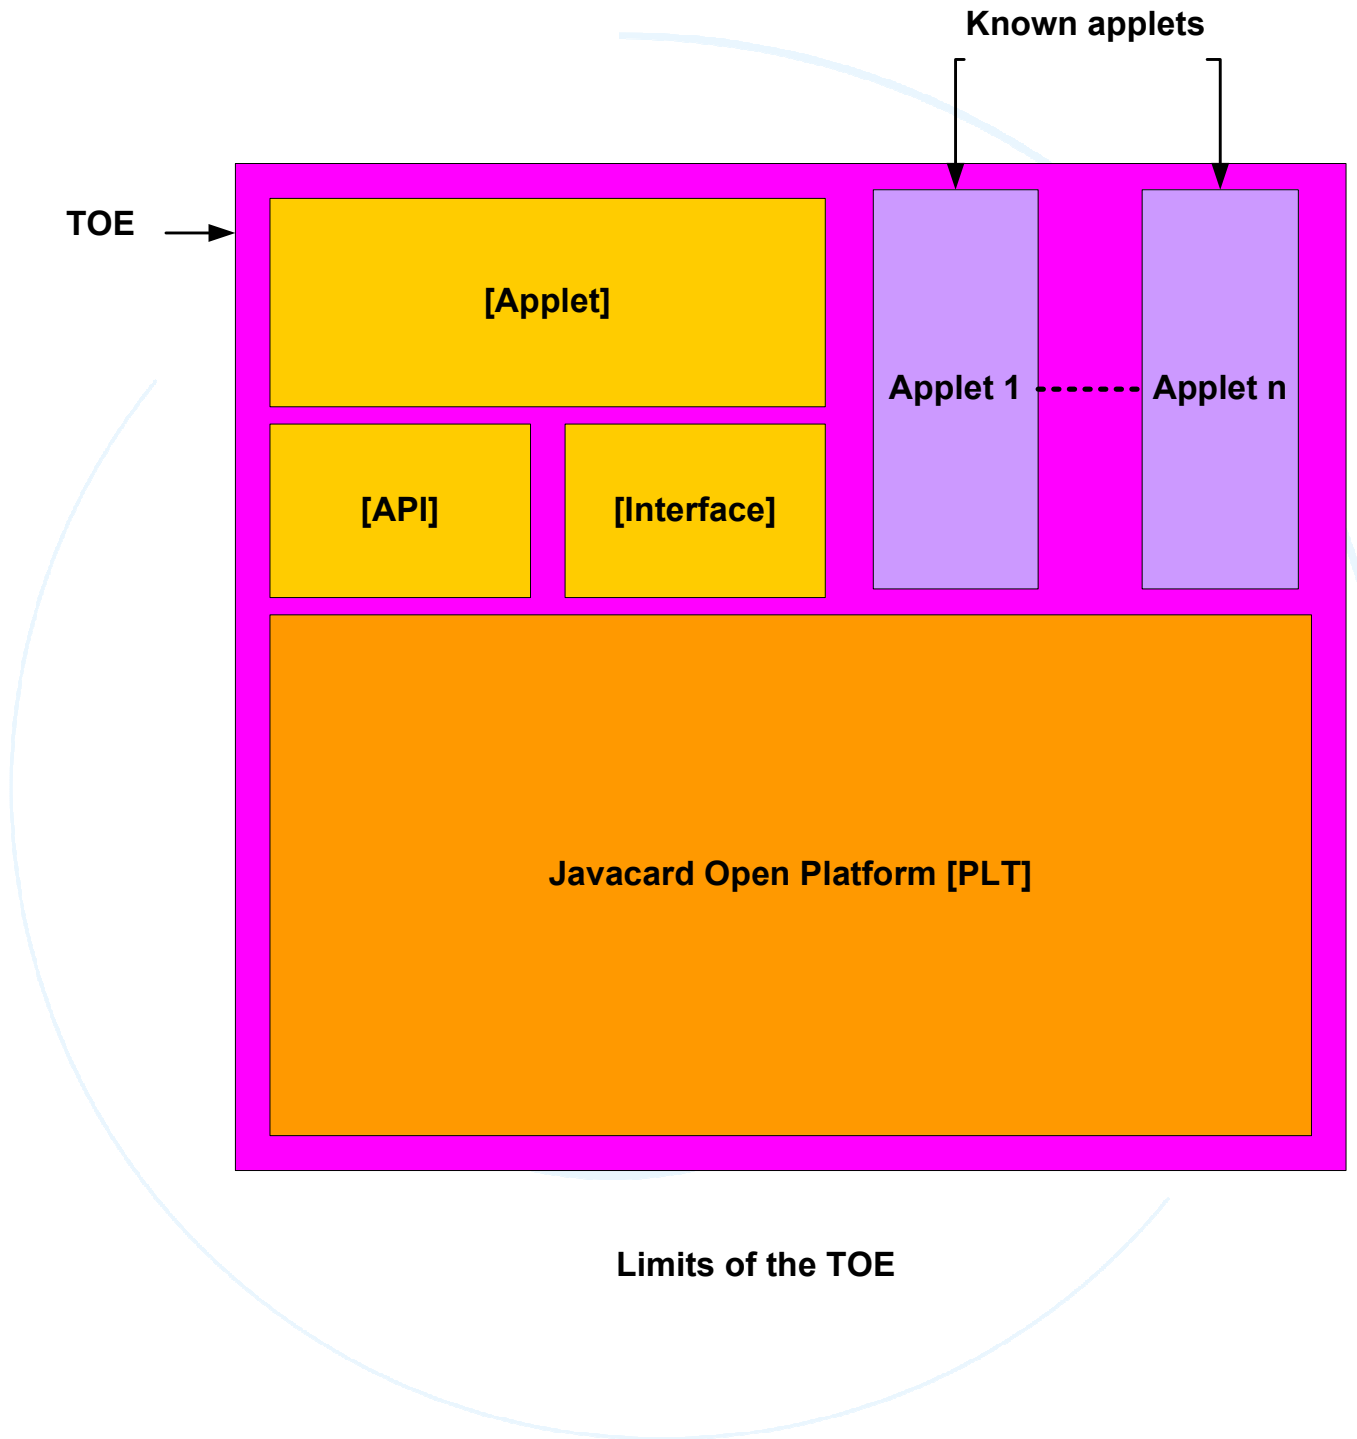 Known applets
TOE
[Applet]
Applet 1
Applet n
[API]
[Interface]
Javacard Open Platform [PLT]
Limits of the TOE